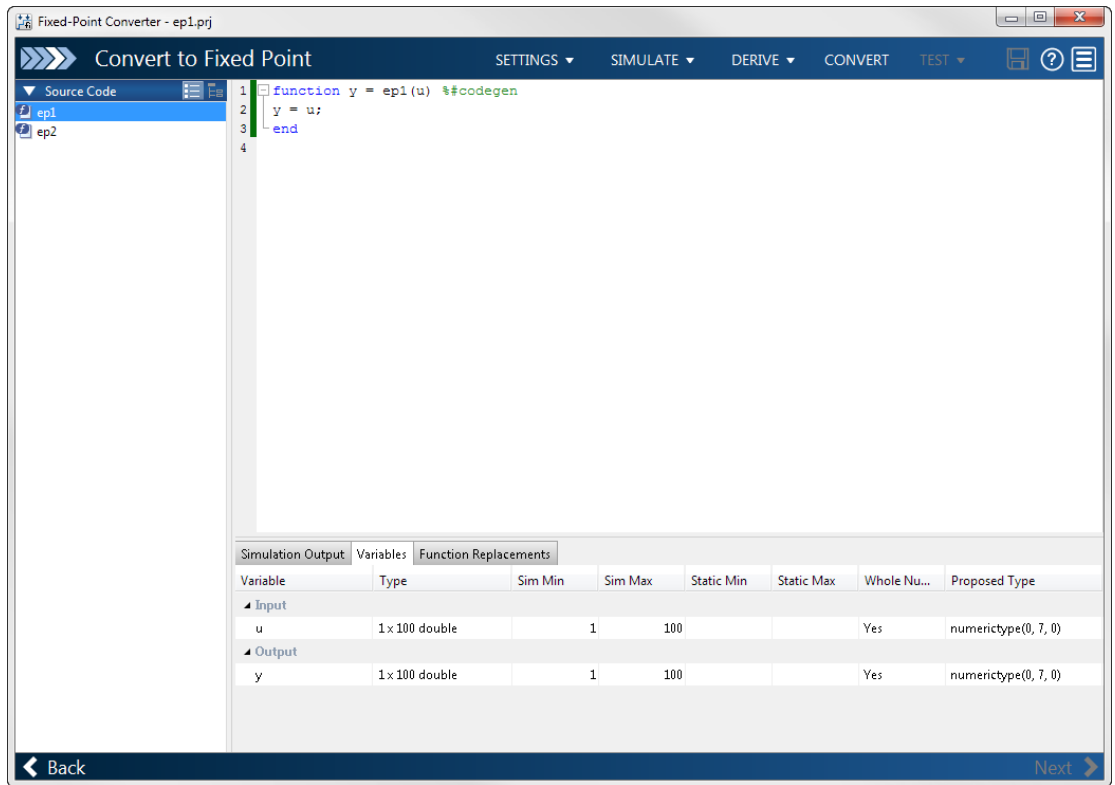 Fixed-Point Converter - ep1.prj
Convert to Fixed Point SETTINGS SIMULATE DERIVE CONVERT TEST
Source Code
ep1
ep2
1 function y = ep1(u) %#codegen
2 y = u;
3 end
4
Simulation Output Variables Function Replacements
Variable Type Sim Min Sim Max Static Min Static Max Whole Nu... Proposed Type
Input
u 1 x 100 double 1 100 Yes numerictype(0, 7, 0)
Output
y 1 x 100 double 1 100 Yes numerictype(0, 7, 0)
Back Next